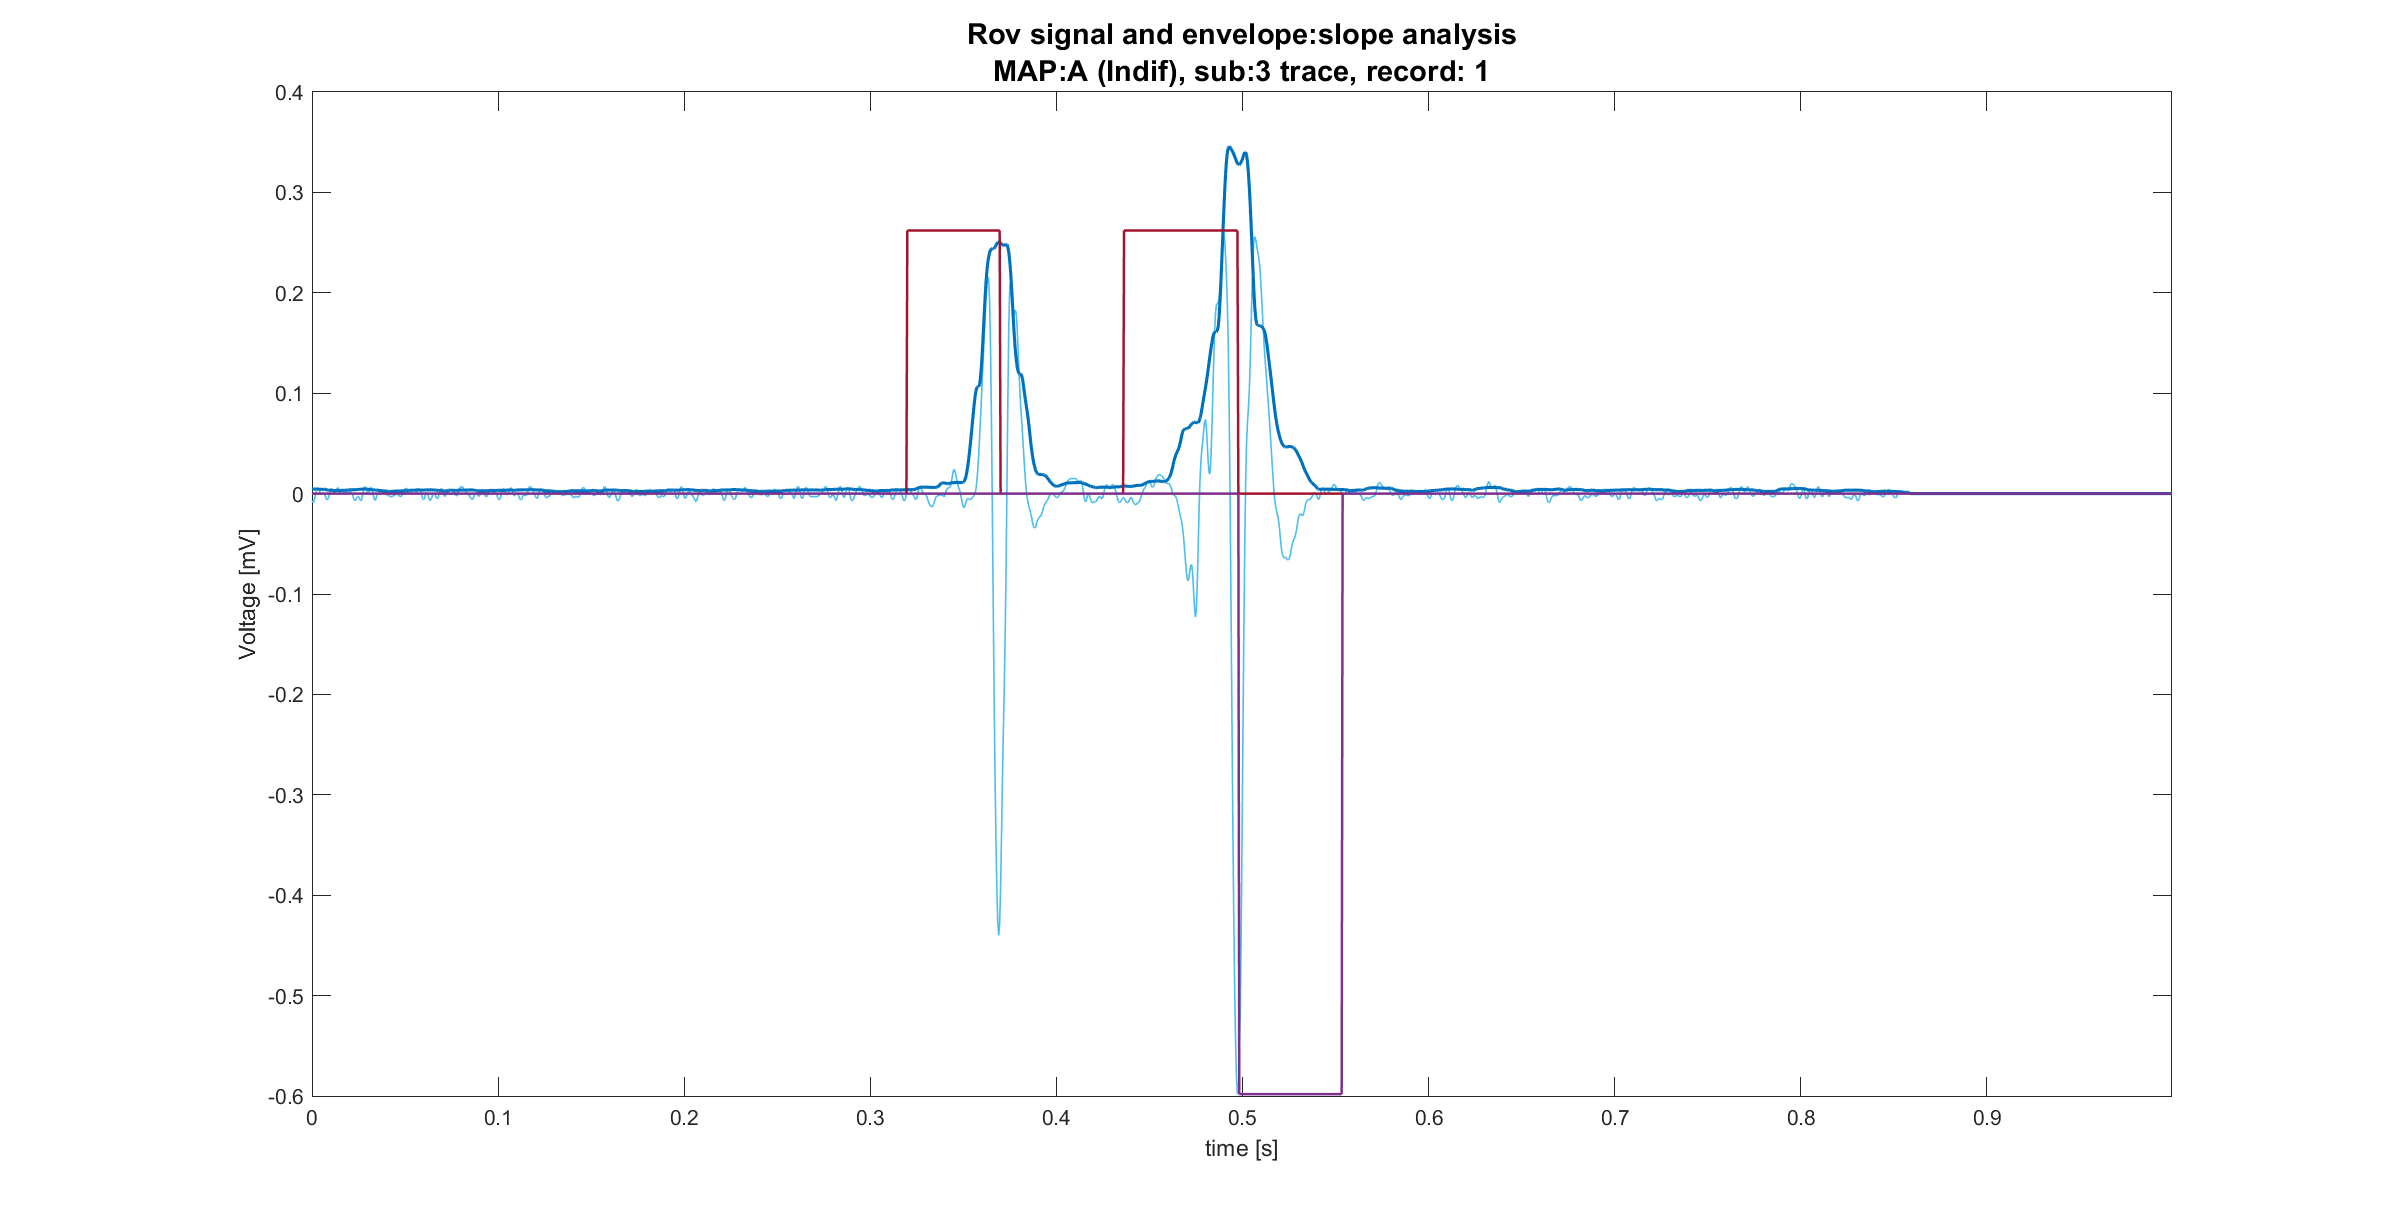 Rov signal and envelope:slope analysis
MAP:A (Indif), sub:3 trace, record: 1
0.4
0.3
0.2
0.1
0
-0.1
-0.2
-0.3
-0.4
-0.5
-0.6
Voltage [mV]
0 0.1 0.2 0.3 0.4 0.5 0.6 0.7 0.8 0.9
time [s]